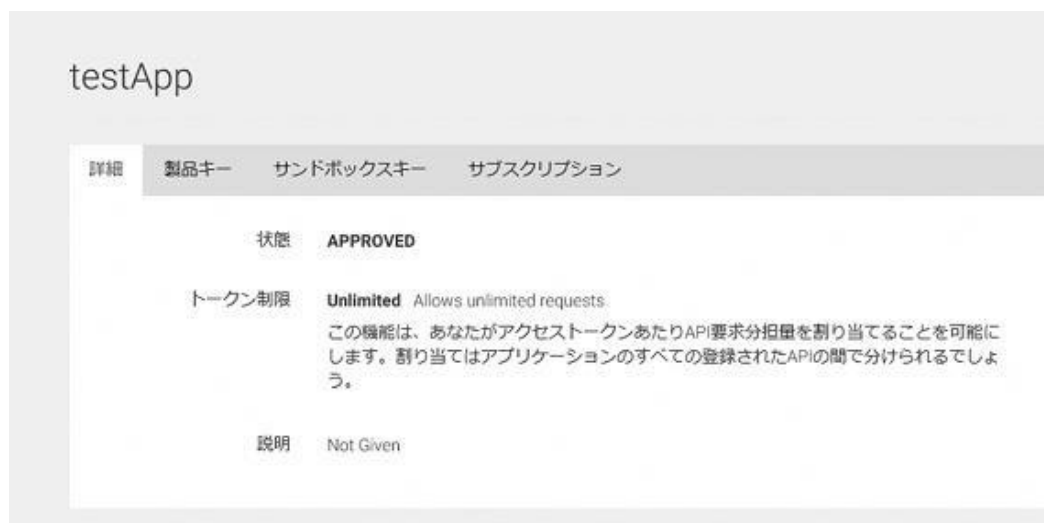 testApp
詳細 製品キー サンドボックスキー サブスクリプション
状態 APPROVED
トークン制限 Unlimited Allows unlimited requests
この機能は、あなたがアクセストークンあたりAPI要求分担量を割り当てることを可能に
します。割り当てはアプリケーションのすべての登録されたAPIの間で分けられるでしょ
う。
説明 Not Given